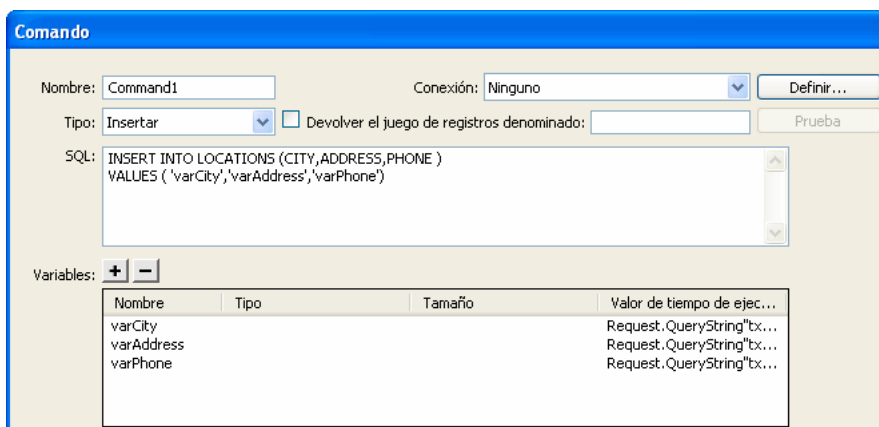 Comando
Nombre: Command1 Conexión: Ninguno Definir...
Tipo: Insertar Devolver el juego de registros denominado: Prueba
SQL: INSERT INTO LOCATIONS (CITY,ADDRESS,PHONE )
VALUES ( 'varCity','varAddress','varPhone')
Variables: + -
Nombre Tipo Tamaño Valor de tiempo de ejec...
varCity Request.QueryString"tx...
varAddress Request.QueryString"tx...
varPhone Request.QueryString"tx...